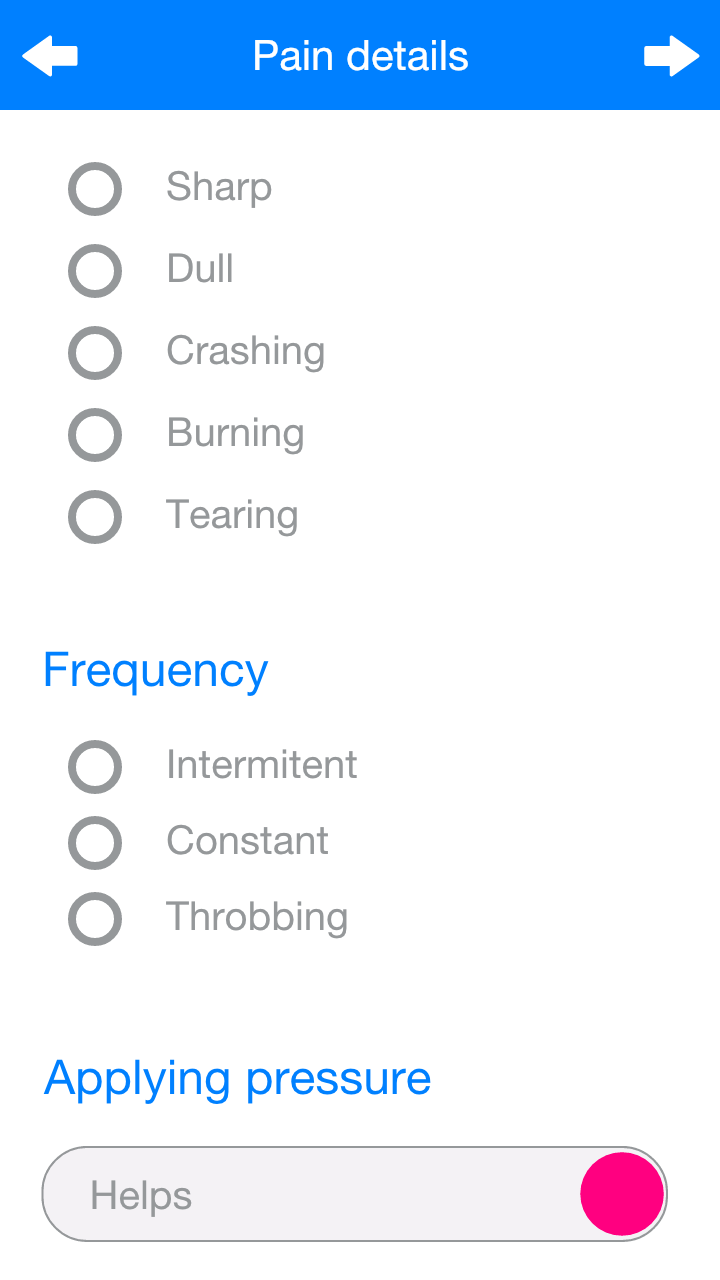 Pain details
Sharp
Dull
Crashing
Burning
Tearing
Frequency
Intermitent
Constant
Throbbing
Applying pressure
Helps